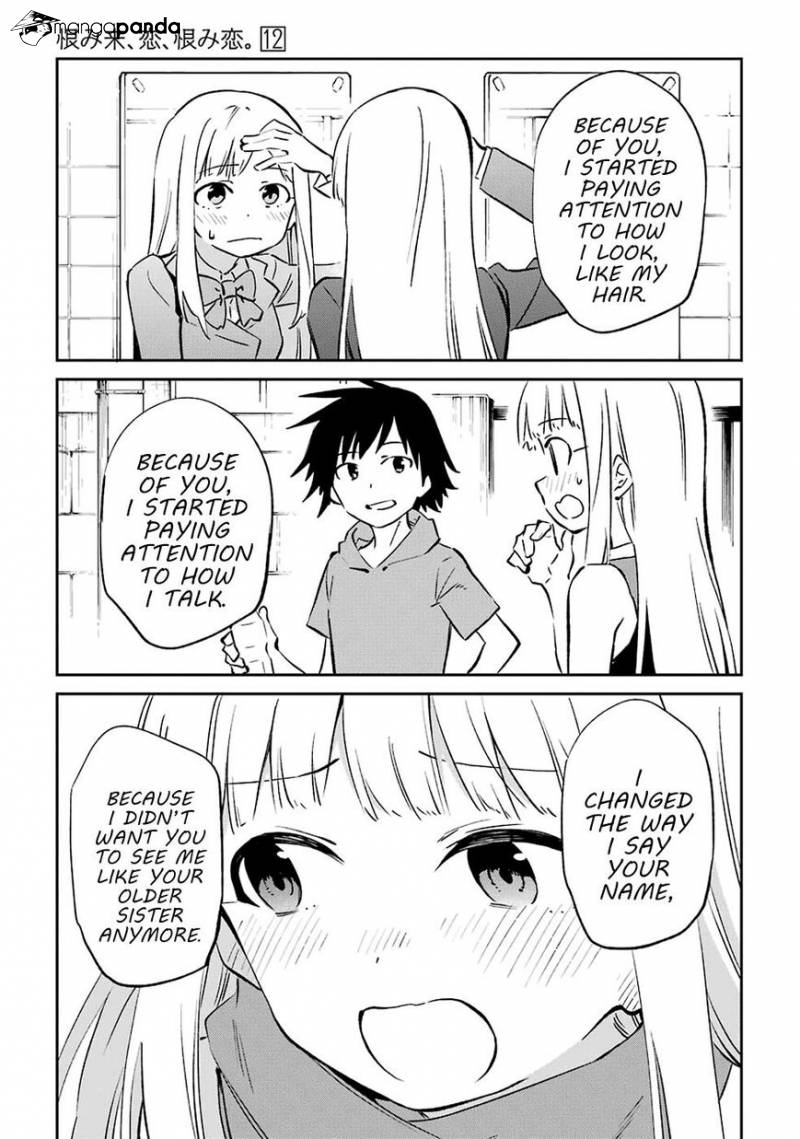 mangapanda
恨み来、恋、恨み恋。12
BECAUSE
OF YOU,
I STARTED
PAYING
ATTENTION
TO HOW
I LOOK,
LIKE MY
HAIR.
BECAUSE
OF YOU,
I STARTED
PAYING
ATTENTION
TO HOW
I TALK.
I
CHANGED
THE WAY
I SAY
YOUR
NAME,
BECAUSE
I DIDN'T
WANT YOU
TO SEE ME
LIKE YOUR
OLDER
SISTER
ANYMORE.